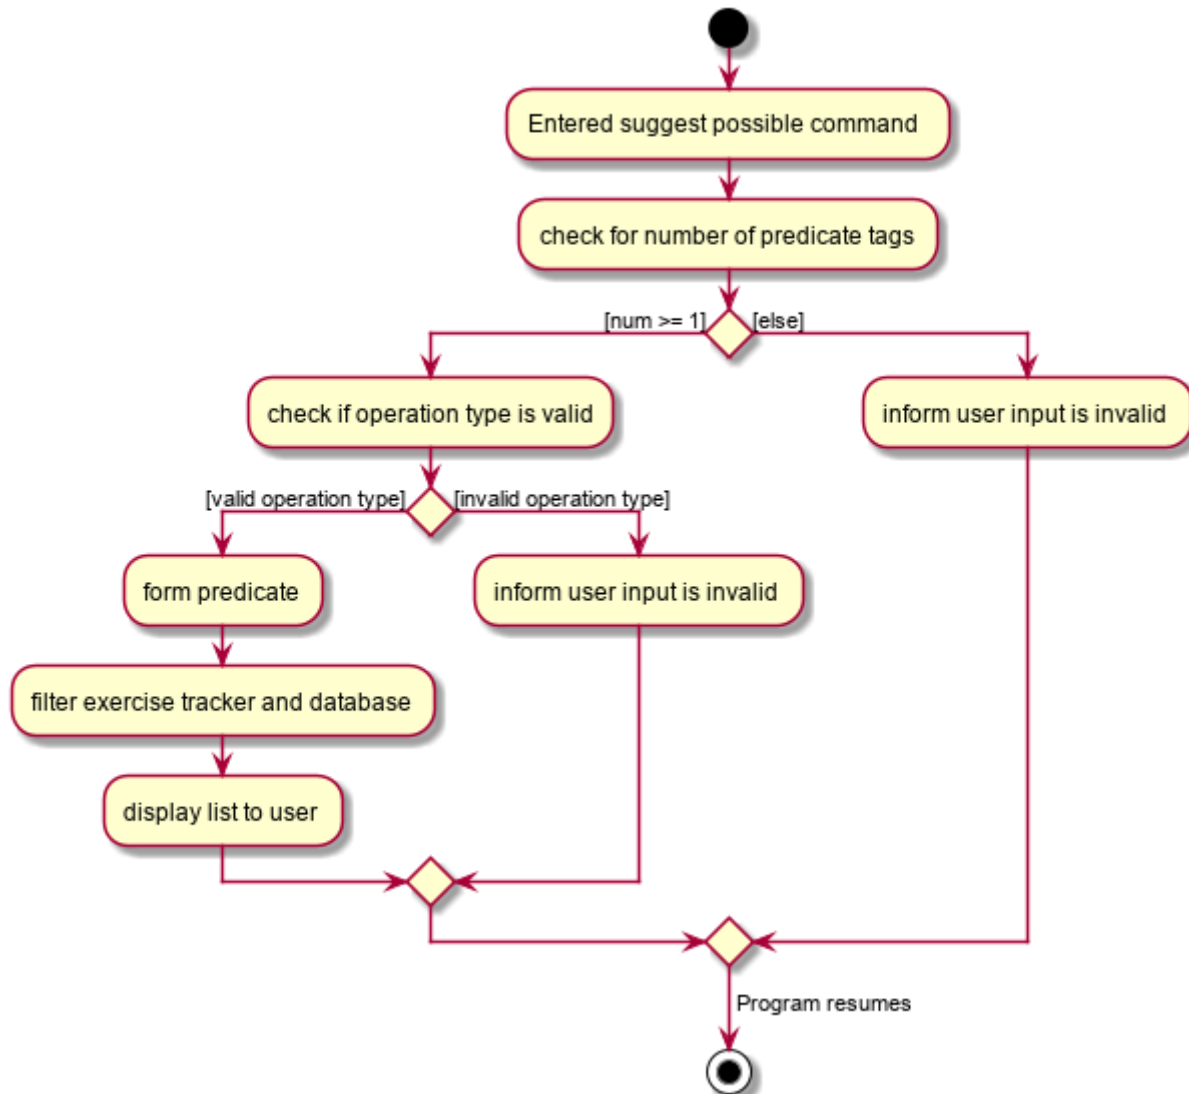 Entered suggest possible command
check for number of predicate tags
[num >= 1]
[else]
check if operation type is valid
inform user input is invalid
[valid operation type]
[invalid operation type]
form predicate
inform user input is invalid
filter exercise tracker and database
display list to user
Program resumes